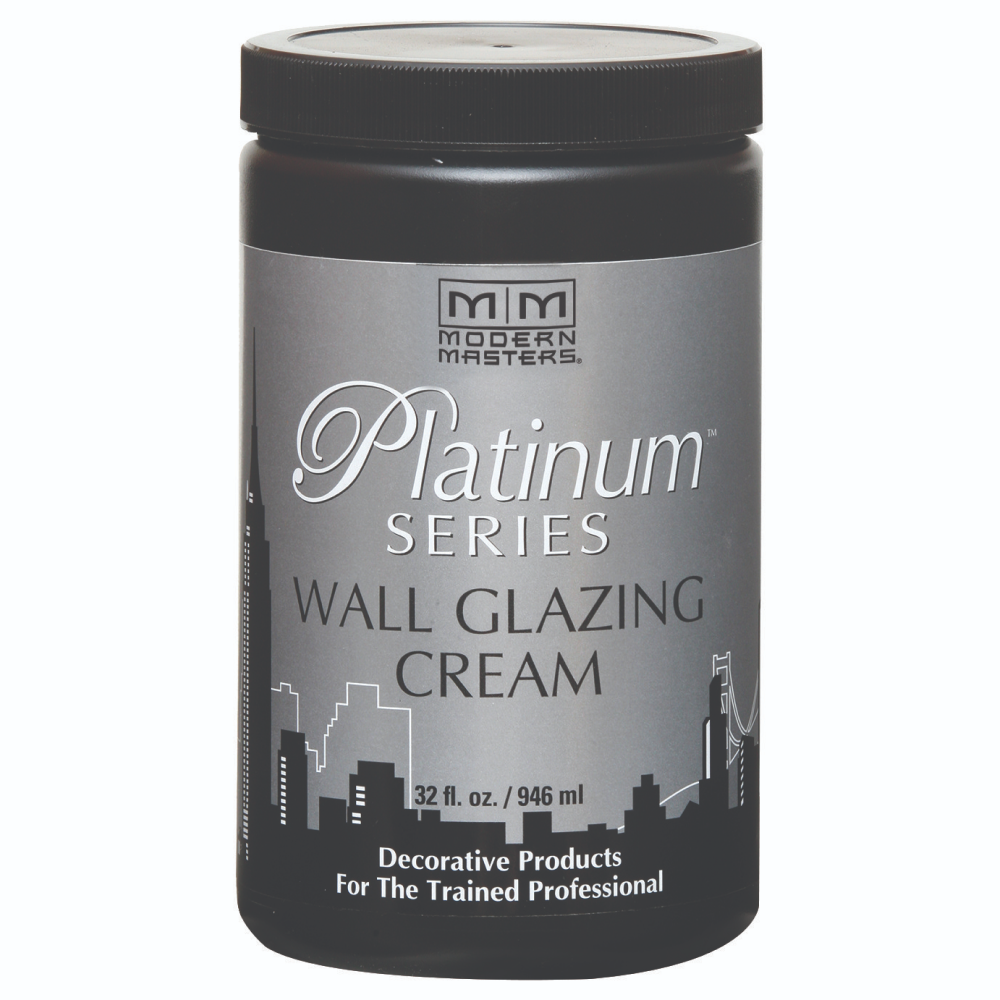 M|M
MODERN
MASTERS®
Platinum™
SERIES
WALL GLAZING
CREAM
32 fl. oz. / 946 ml
Decorative Products
For The Trained Professional